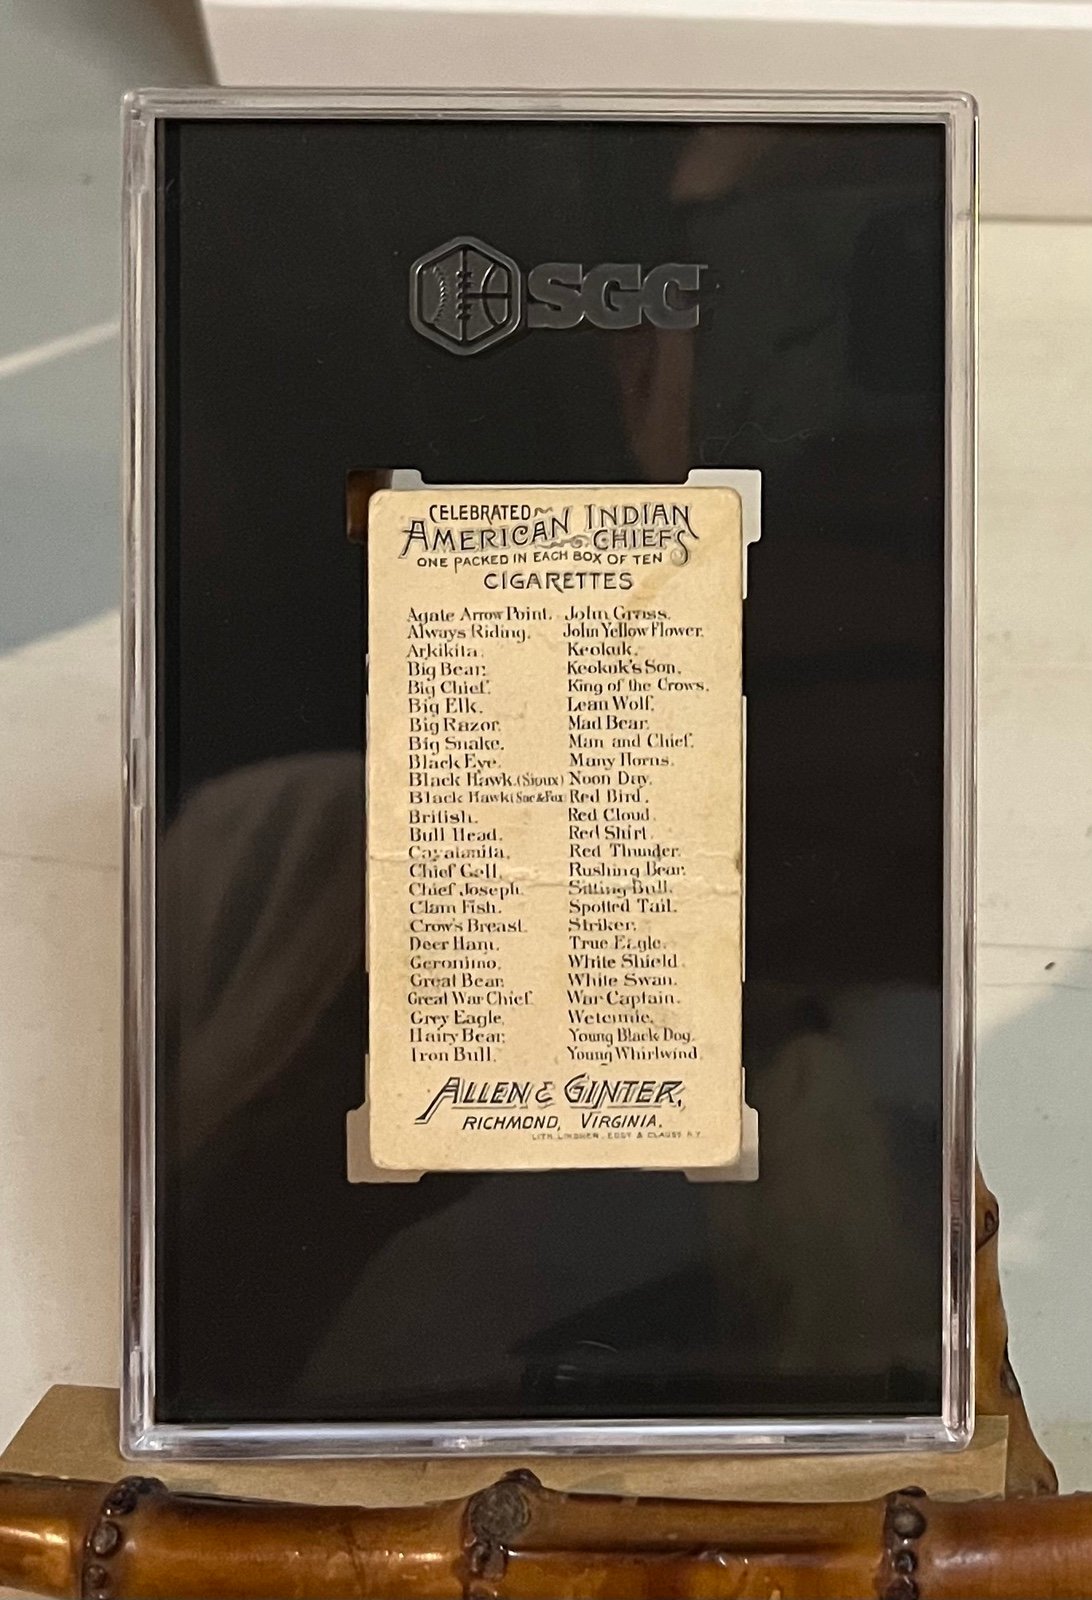 SGC
CELEBRATED
AMERICAN INDIAN
CHIEFS
ONE PACKED IN EACH BOX OF TEN
CIGARETTES
Agate Arrow Point.
Always Riding.
Arkikita.
Big Bear.
Big Chief.
Big Elk.
Big Razor.
Big Snake.
Black Eye.
Black Hawk.(Sioux)
Black Hawk(Sac&Fox
British.
Bull Head.
Cayatanita.
Chief Gall.
Chief Joseph.
Clam Fish.
Crow's Breast.
Deer Ham.
Geronimo.
Great Bear.
Great War Chief.
Grey Eagle.
Hairy Bear.
Iron Bull.
John Grass.
John Yellow Flower.
Keokuk.
Keokuk's Son.
King of the Crows.
Lean Wolf.
Mad Bear.
Man and Chief.
Many Horns.
Noon Day.
Red Bird.
Red Cloud.
Red Shirt.
Red Thunder.
Rushing Bear.
Sitting Bull.
Spotted Tail.
Striker.
True Eagle.
White Shield.
White Swan.
War Captain.
Wetcunie.
Young Black Dog.
Young Whirlwind.
ALLEN & GINTER,
RICHMOND, VIRGINIA.
LITH. LINDNER, EDDY & CLAUSS N.Y.